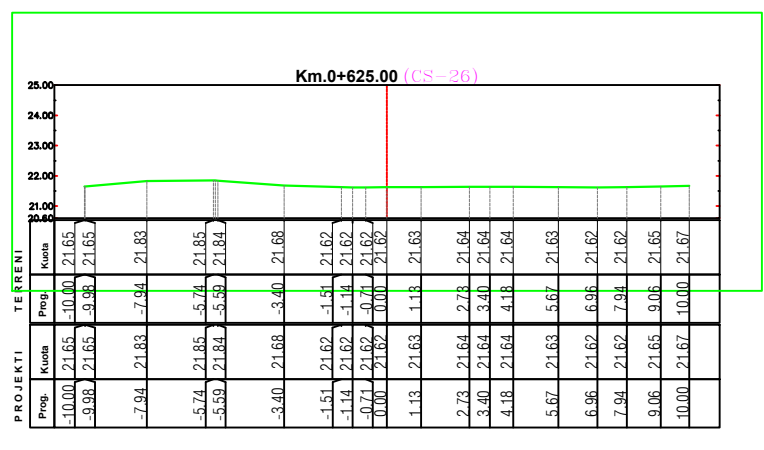 Km.0+625.00 (CS-26)
25.00
24.00
23.00
22.00
21.00
20.60
TERRENI
Kuota 21.65 21.65 21.83 21.85 21.84 21.68 21.62 21.62 21.62 21.62 21.63 21.64 21.64 21.64 21.63 21.62 21.62 21.65 21.67
Prog. -10.00 -9.98 -7.94 -5.74 -5.59 -3.40 -1.51 -1.14 -0.71 0.00 1.13 2.73 3.40 4.18 5.67 6.96 7.94 9.06 10.00
PROJEKTI
Kuota 21.65 21.65 21.83 21.85 21.84 21.68 21.62 21.62 21.62 21.62 21.63 21.64 21.64 21.64 21.63 21.62 21.62 21.65 21.67
Prog. -10.00 -9.98 -7.94 -5.74 -5.59 -3.40 -1.51 -1.14 -0.71 0.00 1.13 2.73 3.40 4.18 5.67 6.96 7.94 9.06 10.00